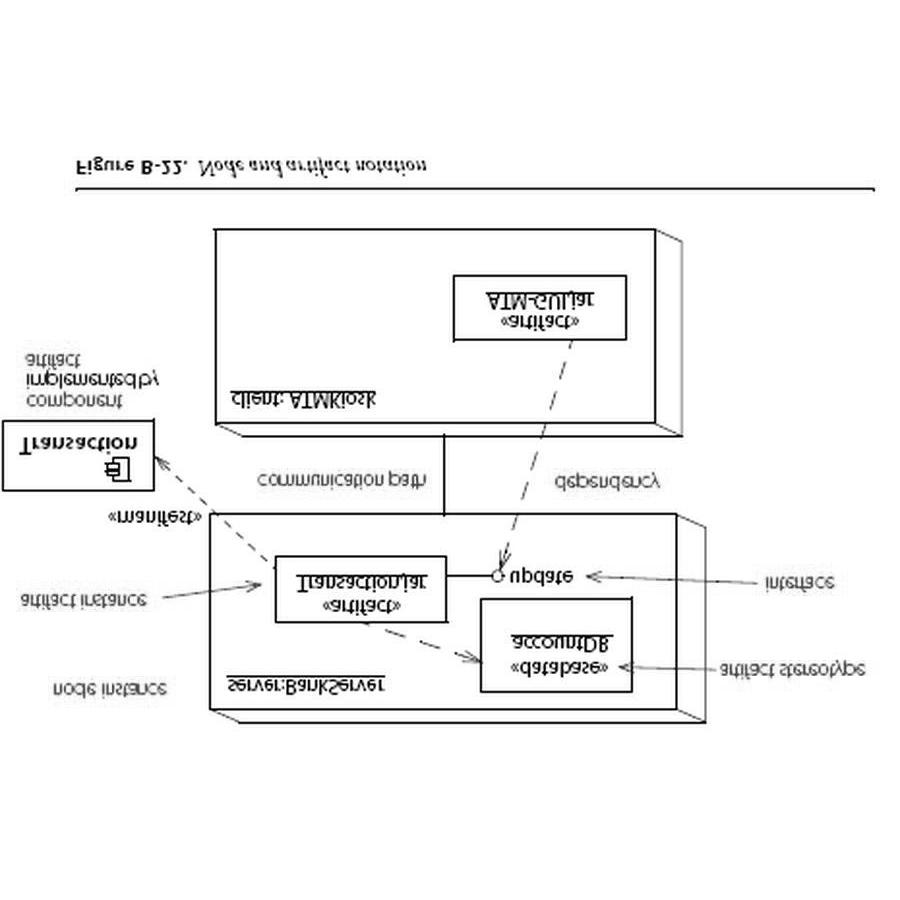 node instance
server:BankServer
«database»
accountDB
artifact stereotype
artifact instance
«artifact»
Transaction.jar
update
interface
«manifest»
Transaction
communication path
dependency
component
implemented by
artifact
client: ATMKiosk
«artifact»
ATM-GUI.jar
Figure B-22. Node and artifact notation